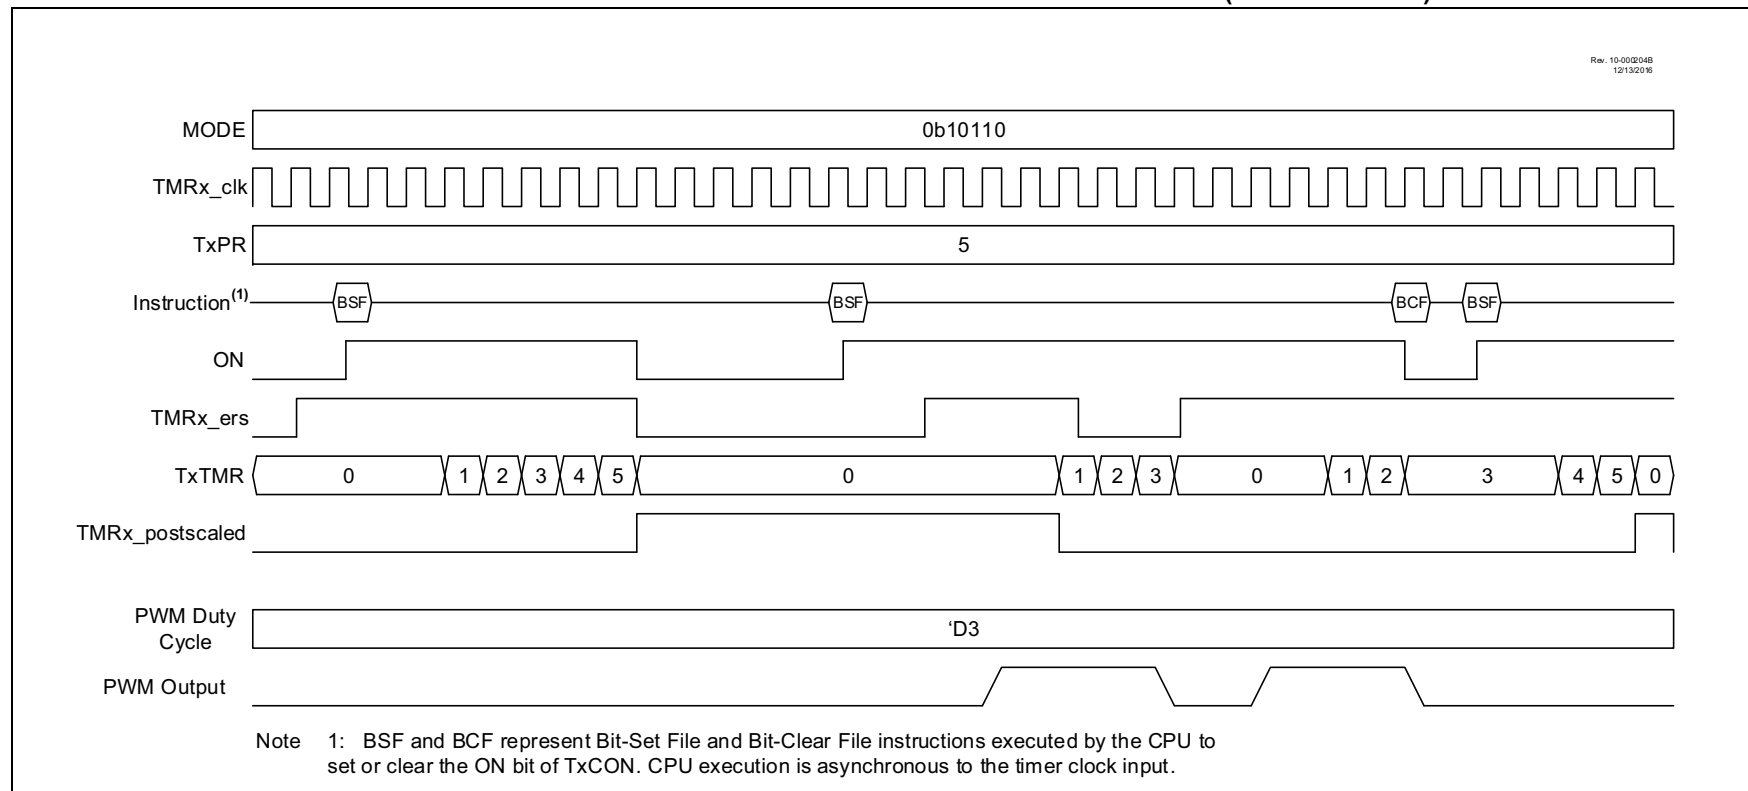 Rev. 10-000204B
12/13/2016
MODE 0b10110
TMRx_clk
TxPR 5
Instruction(1) BSF BSF BCF BSF
ON
TMRx_ers
TxTMR 0 1 2 3 4 5 0 1 2 3 0 1 2 3 4 5 0
TMRx_postscaled
PWM Duty
Cycle
‘D3
PWM Output
Note 1: BSF and BCF represent Bit-Set File and Bit-Clear File instructions executed by the CPU to
set or clear the ON bit of TxCON. CPU execution is asynchronous to the timer clock input.